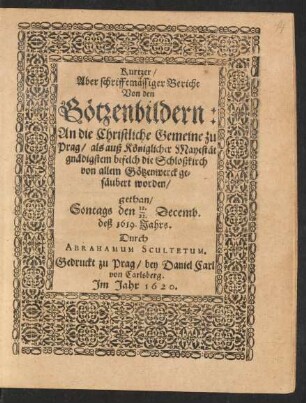 Kurtzer/
Aber schrifftmässiger Bericht
Von den
Götzenbildern:
An die Christliche Gemeine zu
Prag/ als auß Königlicher Mayestät
gnädigstem befelch die Schloßkirch
von allem Götzenwerck ge-
säubert worden/
gethan/
Sontags den 12./22. Decemb.
deß 1619. Jahrs.
Durch
ABRAHAMUM SCULTETUM.
Gedruckt zu Prag/ bey Daniel Carl
von Carlsberg.
Im Jahr 1620.